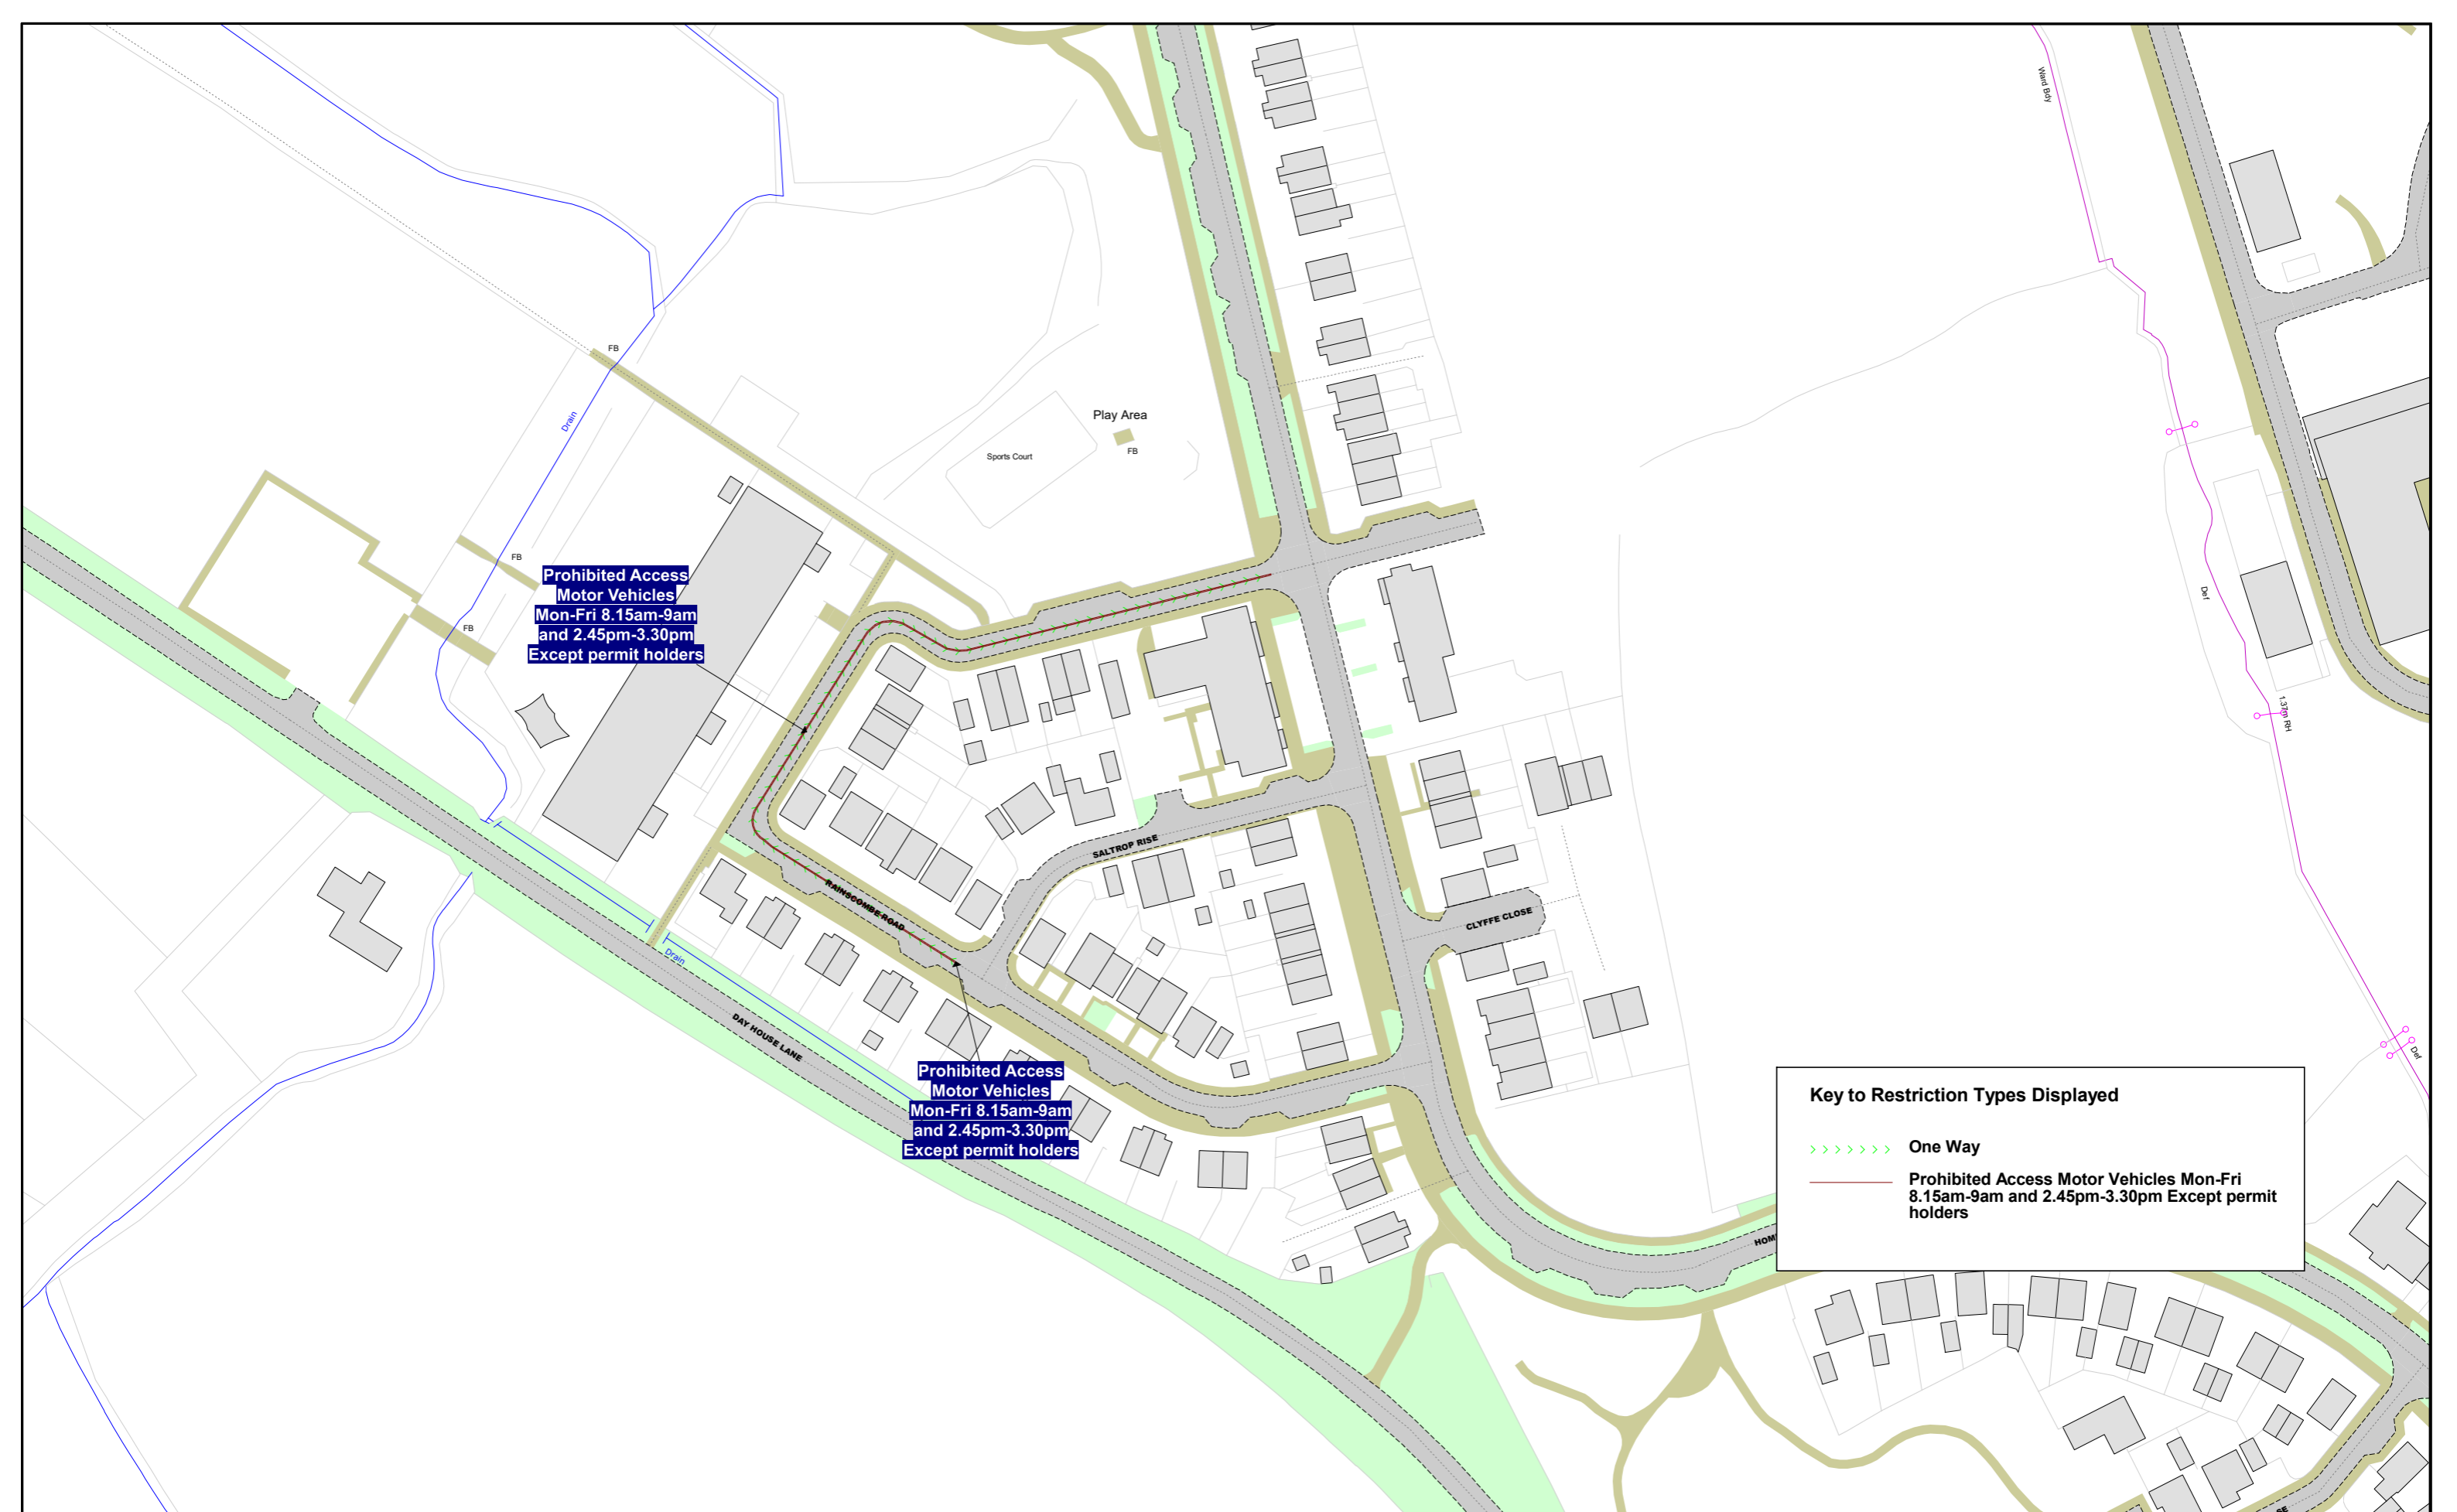 Ward Bdy
FB
Drain
Play Area
FB
Sports Court
FB
Prohibited Access
Motor Vehicles
Mon-Fri 8.15am-9am
and 2.45pm-3.30pm
Except permit holders
FB
Def
1.37m RH
SALTROP RISE
RAINSCOMBE ROAD
CLYFFE CLOSE
Drain
DAY HOUSE LANE
Def
Prohibited Access
Motor Vehicles
Mon-Fri 8.15am-9am
and 2.45pm-3.30pm
Except permit holders
Key to Restriction Types Displayed
One Way
Prohibited Access Motor Vehicles Mon-Fri
8.15am-9am and 2.45pm-3.30pm Except permit
holders